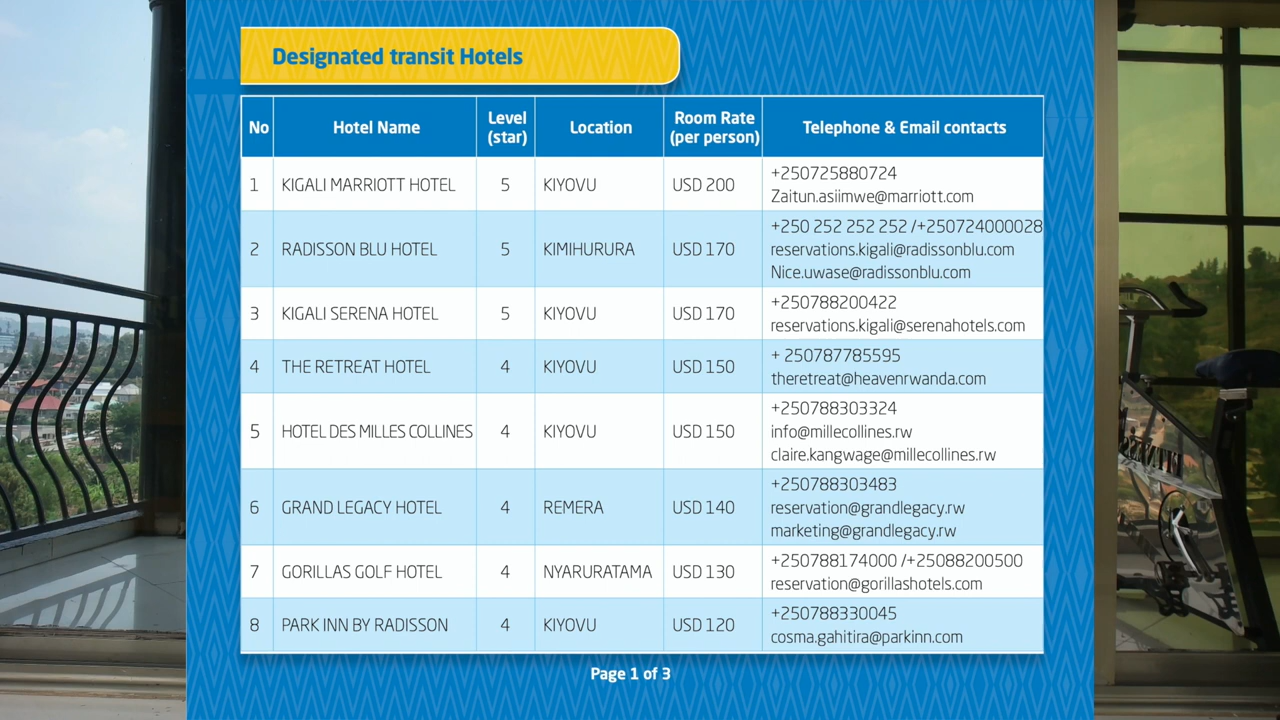 Designated transit Hotels
No Hotel Name Level (star) Location Room Rate (per person) Telephone & Email contacts
1 KIGALI MARRIOTT HOTEL 5 KIYOVU USD 200 +250725880724
Zaitun.asiimwe@marriott.com
2 RADISSON BLU HOTEL 5 KIMIHURURA USD 170 +250 252 252 252 /+250724000028
reservations.kigali@radissonblu.com
Nice.uwase@radissonblu.com
3 KIGALI SERENA HOTEL 5 KIYOVU USD 170 +250788200422
reservations.kigali@serenahotels.com
4 THE RETREAT HOTEL 4 KIYOVU USD 150 + 250787785595
theretreat@heavenrwanda.com
5 HOTEL DES MILLES COLLINES 4 KIYOVU USD 150 +250788303324
info@millecollines.rw
claire.kangwage@millecollines.rw
6 GRAND LEGACY HOTEL 4 REMERA USD 140 +250788303483
reservation@grandlegacy.rw
marketing@grandlegacy.rw
7 GORILLAS GOLF HOTEL 4 NYARURATAMA USD 130 +250788174000 /+25088200500
reservation@gorillashotels.com
8 PARK INN BY RADISSON 4 KIYOVU USD 120 +250788330045
cosma.gahitira@parkinn.com
Page 1 of 3